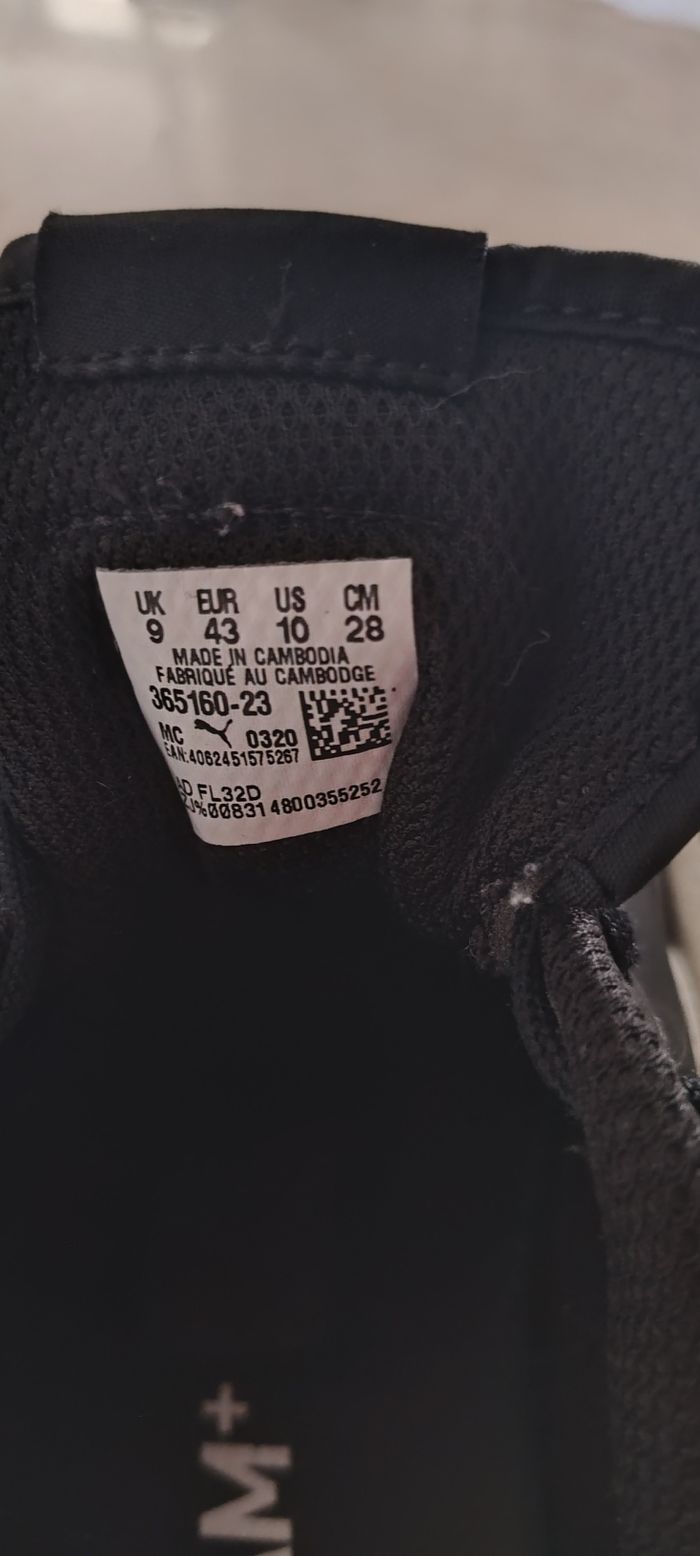 UK EUR US CM
9 43 10 28
MADE IN CAMBODIA
FABRIQUÉ AU CAMBODGE
365160-23
MC 0320
EAN:4062451575267
FL32D
4800355252
AM+